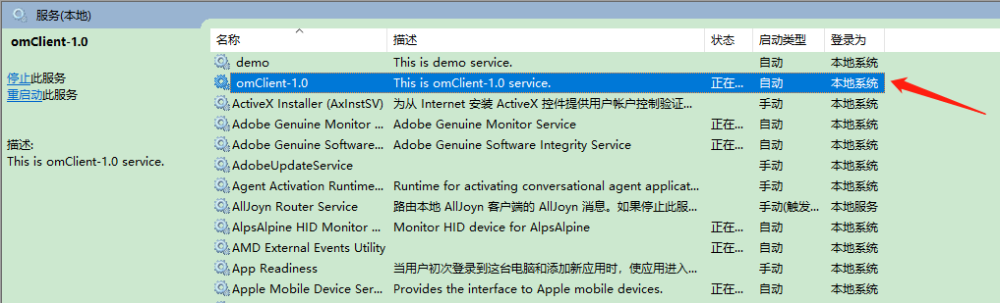 服务(本地)
omClient-1.0
停止此服务
重启动此服务
描述:
This is omClient-1.0 service.
名称 描述 状态 启动类型 登录为
demo This is demo service. 自动 本地系统
omClient-1.0 This is omClient-1.0 service. 正在... 自动 本地系统
ActiveX Installer (AxInstSV) 为从 Internet 安装 ActiveX 控件提供用户帐户控制验证... 手动 本地系统
Adobe Genuine Monitor ... Adobe Genuine Monitor Service 正在... 自动 本地系统
Adobe Genuine Software... Adobe Genuine Software Integrity Service 正在... 自动 本地系统
AdobeUpdateService 手动 本地系统
Agent Activation Runtime... Runtime for activating conversational agent applicat... 手动 本地系统
AllJoyn Router Service 路由本地 AllJoyn 客户端的 AllJoyn 消息。如果停止此服... 手动(触发... 本地服务
AlpsAlpine HID Monitor ... Monitor HID device for AlpsAlpine 正在... 自动 本地系统
AMD External Events Utility 正在... 自动 本地系统
App Readiness 当用户初次登录到这台电脑和添加新应用时，使应用进入... 手动 本地系统
Apple Mobile Device Ser... Provides the interface to Apple mobile devices. 正在... 自动 本地系统